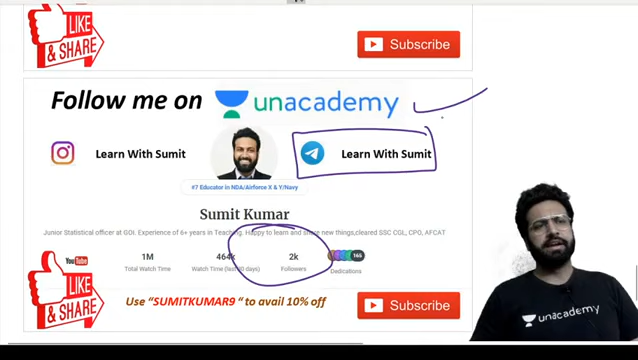 LIKE
& SHARE
Subscribe
Follow me on unacademy
Learn With Sumit
Learn With Sumit
#7 Educator in NDA/Airforce X & Y/Navy
Sumit Kumar
Junior Statistical officer at GOI. Experience of 6+ years in Teaching. Happy to learn and share new things,cleared SSC CGL, CPO, AFCAT
YouTube
1M
464k
2k
165
Total Watch Time
Watch Time (last 30 days)
Followers
Dedications
LIKE
& SHARE
Use "SUMITKUMAR9 " to avail 10% off
Subscribe
unacademy